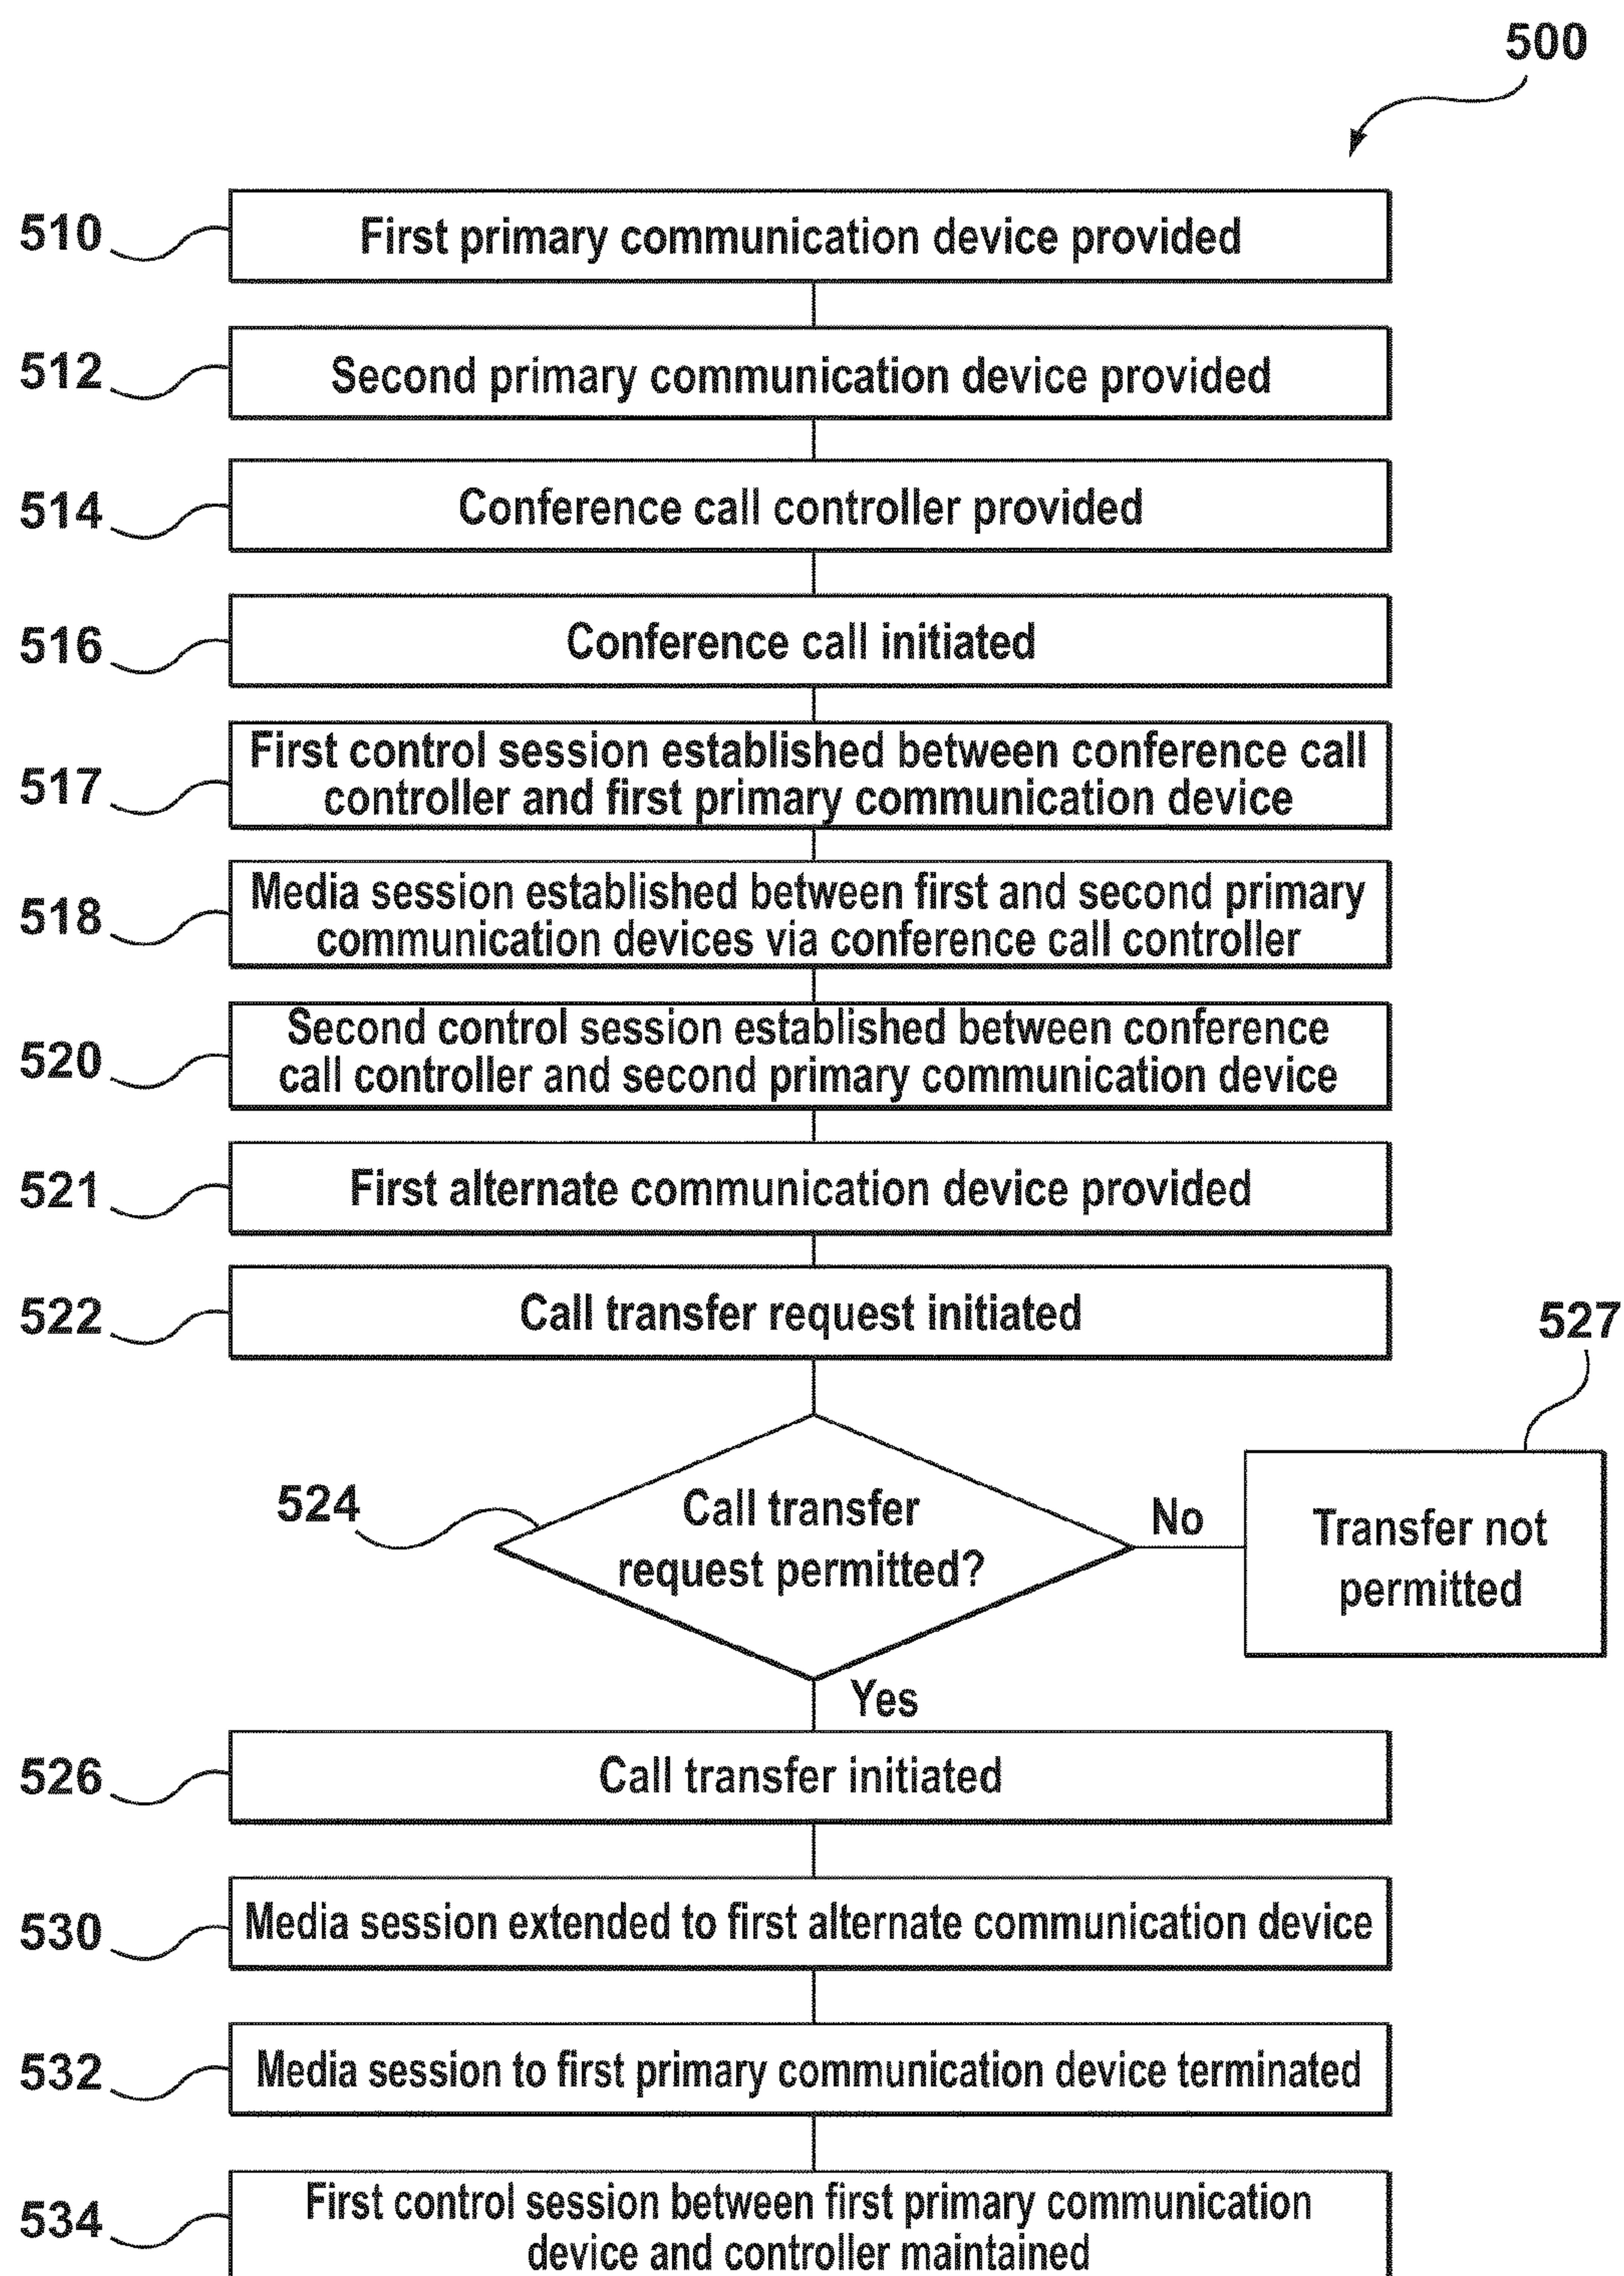 500
510
First primary communication device provided
512
Second primary communication device provided
514
Conference call controller provided
516
Conference call initiated
517
First control session established between conference call
controller and first primary communication device
518
Media session established between first and second primary
communication devices via conference call controller
520
Second control session established between conference
call controller and second primary communication device
521
First alternate communication device provided
522
Call transfer request initiated
527
524
Call transfer
request permitted?
No
Transfer not
permitted
Yes
526
Call transfer initiated
530
Media session extended to first alternate communication device
532
Media session to first primary communication device terminated
534
First control session between first primary communication
device and controller maintained